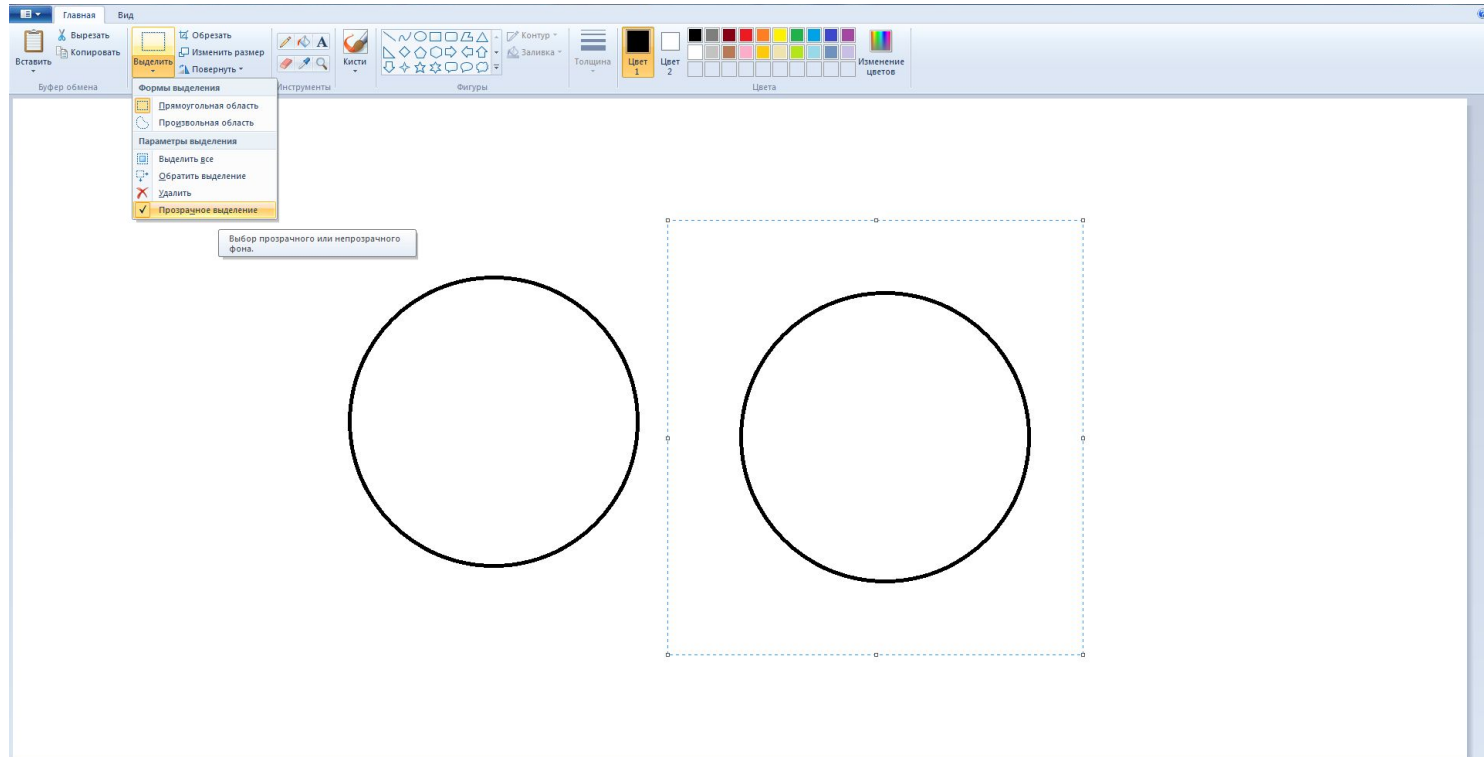 Главная Вид
Вставить
Вырезать
Копировать
Буфер обмена
Выделить
Обрезать
Изменить размер
Повернуть
A
Инструменты
Кисти
Контур
Заливка
Фигуры
Толщина
Цвет
1
Цвет
2
Изменение
цветов
Цвета
Формы выделения
Прямоугольная область
Произвольная область
Параметры выделения
Выделить все
Обратить выделение
Удалить
Прозрачное выделение
Выбор прозрачного или непрозрачного
фона.